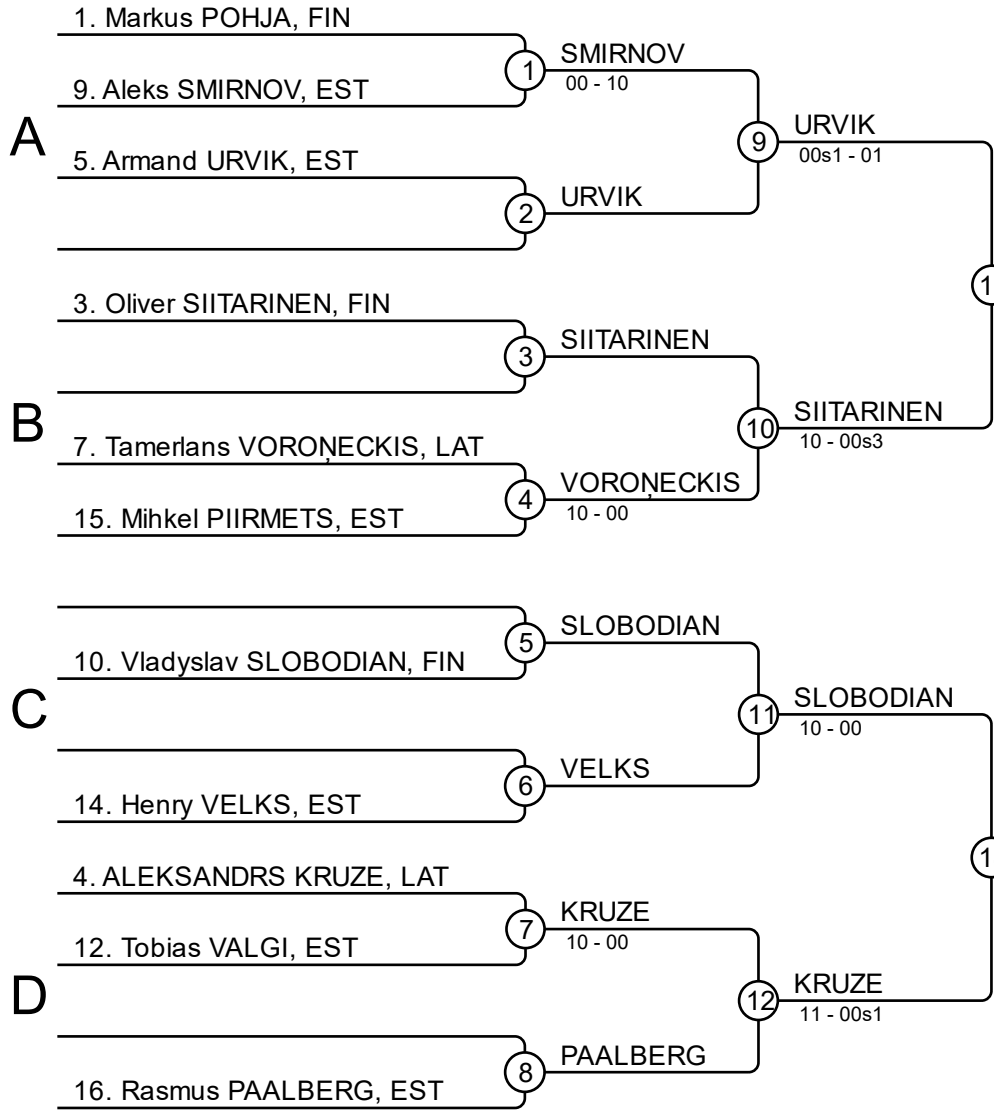 1. Markus POHJA, FIN
SMIRNOV
1
00 - 10
9. Aleks SMIRNOV, EST
A
URVIK
9
00s1 - 01
5. Armand URVIK, EST
URVIK
2
1
3. Oliver SIITARINEN, FIN
SIITARINEN
3
B
SIITARINEN
10
10 - 00s3
7. Tamerlans VOROŅECKIS, LAT
VOROŅECKIS
4
10 - 00
15. Mihkel PIIRMETS, EST
SLOBODIAN
5
10. Vladyslav SLOBODIAN, FIN
C
SLOBODIAN
11
10 - 00
VELKS
6
14. Henry VELKS, EST
1
4. ALEKSANDRS KRUZE, LAT
KRUZE
7
10 - 00
12. Tobias VALGI, EST
D
KRUZE
12
11 - 00s1
PAALBERG
8
16. Rasmus PAALBERG, EST